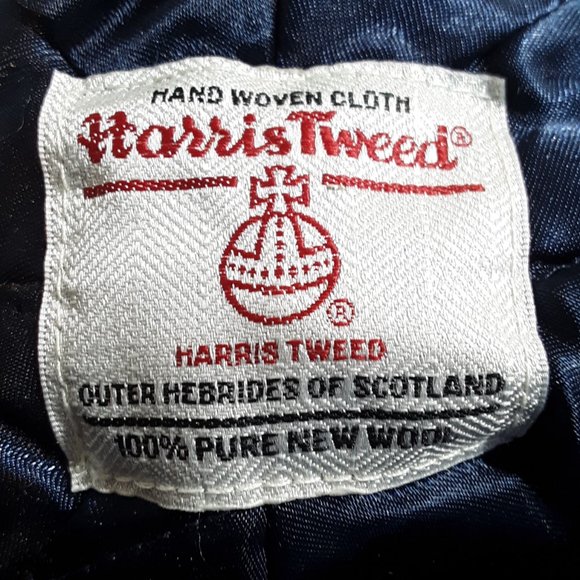 HAND WOVEN CLOTH
Harris Tweed®
®
HARRIS TWEED
OUTER HEBRIDES OF SCOTLAND
100% PURE NEW WOOL